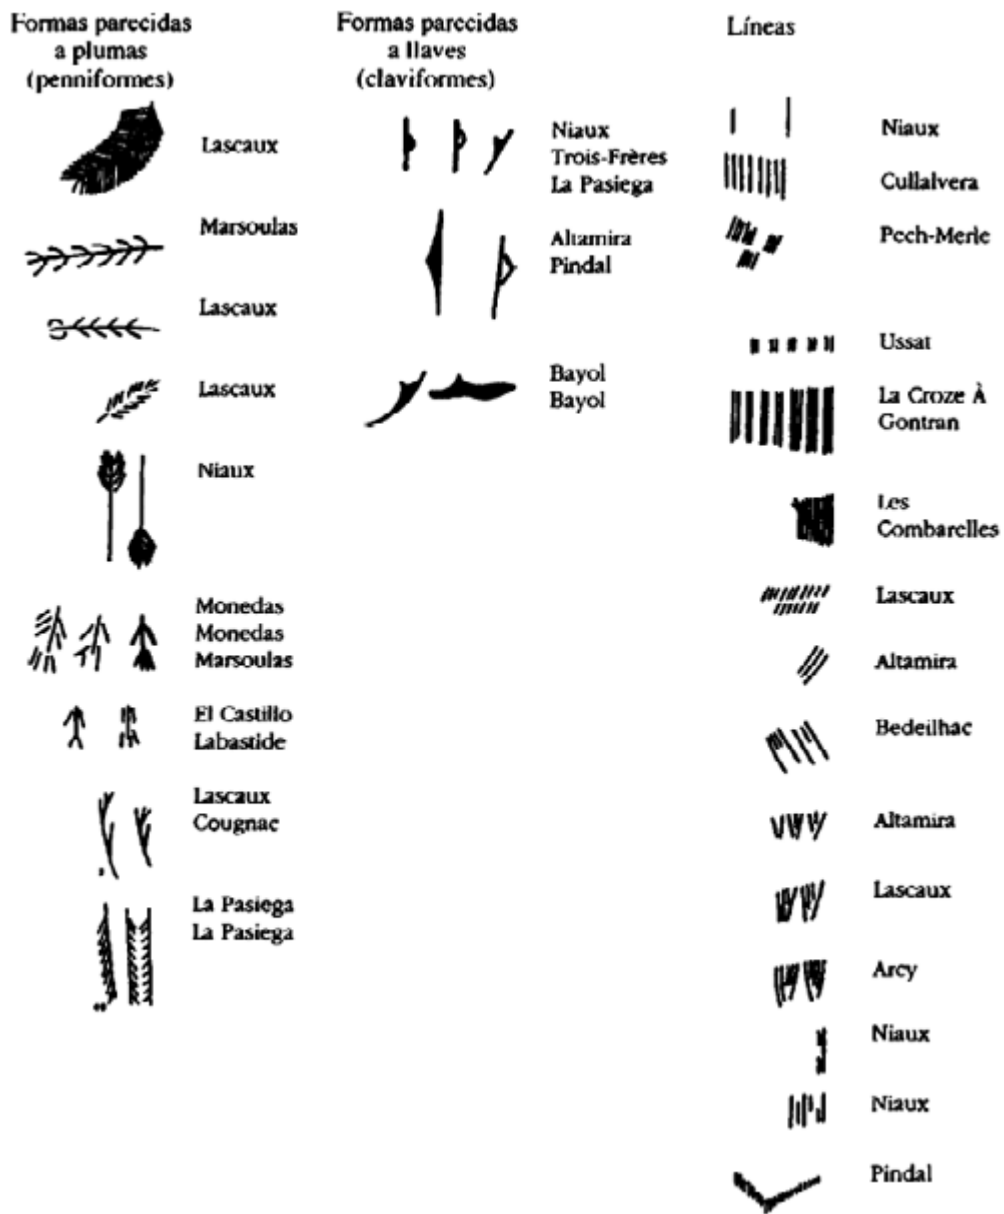 Formas parecidas
a plumas
(penniformes)
Lascaux
Marsoulas
Lascaux
Lascaux
Niaux
Monedas
Monedas
Marsoulas
El Castillo
Labastide
Lascaux
Cougnac
La Pasiega
La Pasiega
Formas parecidas
a llaves
(claviformes)
Niaux
Trois-Frères
La Pasiega
Altamira
Pindal
Bayol
Bayol
Líneas
Niaux
Cullalvera
Pech-Merle
Ussat
La Croze À
Gontran
Les
Combarelles
Lascaux
Altamira
Bedeilhac
Altamira
Lascaux
Arcy
Niaux
Niaux
Pindal